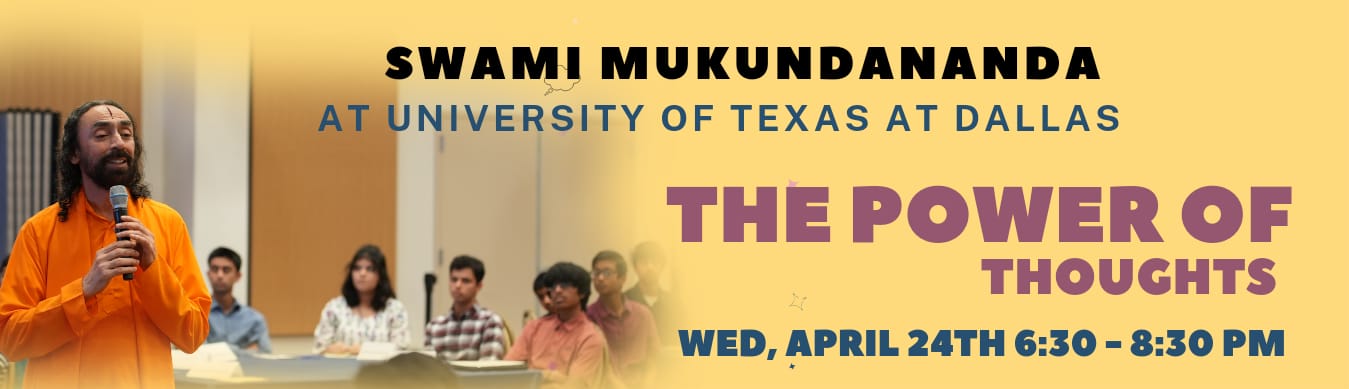 SWAMI MUKUNDANANDA
AT UNIVERSITY OF TEXAS AT DALLAS
THE POWER OF
THOUGHTS
WED, APRIL 24TH 6:30 - 8:30 PM